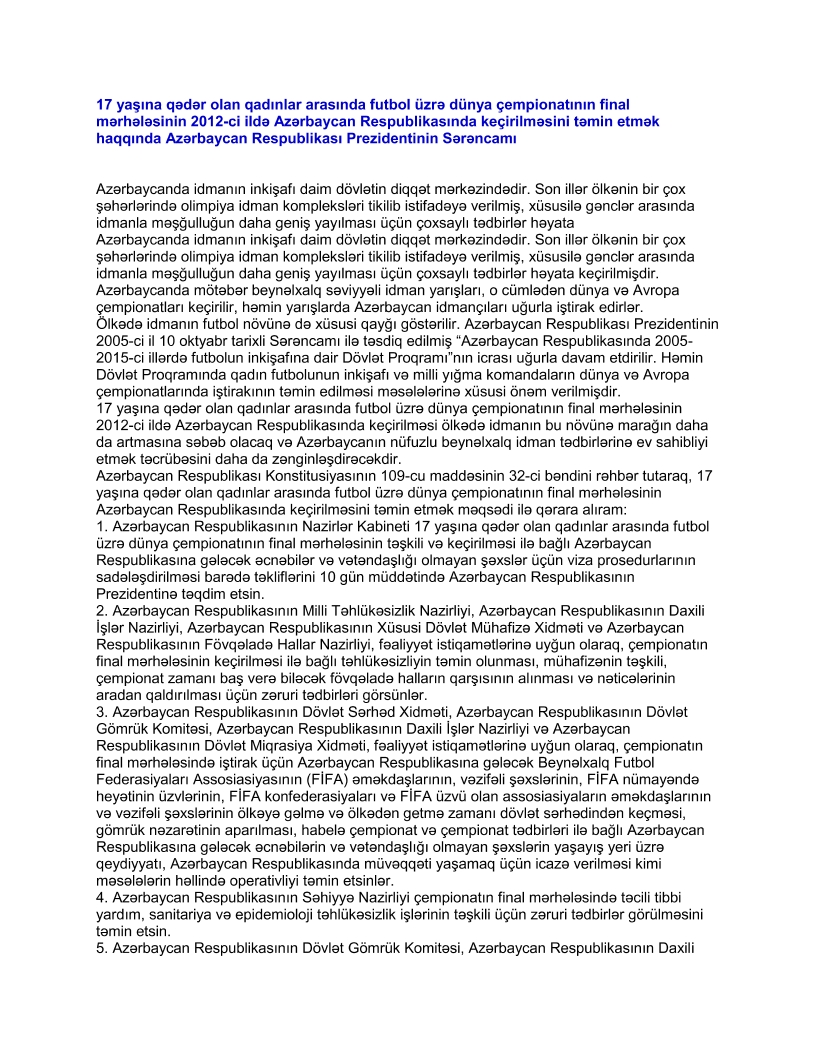 17 yaşına qədər olan qadınlar arasında futbol üzrə dünya çempionatının final
mərhələsinin 2012-ci ildə Azərbaycan Respublikasında keçirilməsini təmin etmək
haqqında Azərbaycan Respublikası Prezidentinin Sərəncamı
Azərbaycanda idmanın inkişafı daim dövlətin diqqət mərkəzindədir. Son illər ölkənin bir çox
şəhərlərində olimpiya idman kompleksləri tikilib istifadəyə verilmiş, xüsusilə gənclər arasında
idmanla məşğulluğun daha geniş yayılması üçün çoxsaylı tədbirlər həyata
Azərbaycanda idmanın inkişafı daim dövlətin diqqət mərkəzindədir. Son illər ölkənin bir çox
şəhərlərində olimpiya idman kompleksləri tikilib istifadəyə verilmiş, xüsusilə gənclər arasında
idmanla məşğulluğun daha geniş yayılması üçün çoxsaylı tədbirlər həyata keçirilmişdir.
Azərbaycanda mötəbər beynəlxalq səviyyəli idman yarışları, o cümlədən dünya və Avropa
çempionatları keçirilir, həmin yarışlarda Azərbaycan idmançıları uğurla iştirak edirlər.
Ölkədə idmanın futbol növünə də xüsusi qayğı göstərilir. Azərbaycan Respublikası Prezidentinin
2005-ci il 10 oktyabr tarixli Sərəncamı ilə təsdiq edilmiş “Azərbaycan Respublikasında 2005-
2015-ci illərdə futbolun inkişafına dair Dövlət Proqramı”nın icrası uğurla davam etdirilir. Həmin
Dövlət Proqramında qadın futbolunun inkişafı və milli yığma komandaların dünya və Avropa
çempionatlarında iştirakının təmin edilməsi məsələlərinə xüsusi önəm verilmişdir.
17 yaşına qədər olan qadınlar arasında futbol üzrə dünya çempionatının final mərhələsinin
2012-ci ildə Azərbaycan Respublikasında keçirilməsi ölkədə idmanın bu növünə marağın daha
da artmasına səbəb olacaq və Azərbaycanın nüfuzlu beynəlxalq idman tədbirlərinə ev sahibliyi
etmək təcrübəsini daha da zənginləşdirəcəkdir.
Azərbaycan Respublikası Konstitusiyasının 109-cu maddəsinin 32-ci bəndini rəhbər tutaraq, 17
yaşına qədər olan qadınlar arasında futbol üzrə dünya çempionatının final mərhələsinin
Azərbaycan Respublikasında keçirilməsini təmin etmək məqsədi ilə qərara alıram:
1. Azərbaycan Respublikasının Nazirlər Kabineti 17 yaşına qədər olan qadınlar arasında futbol
üzrə dünya çempionatının final mərhələsinin təşkili və keçirilməsi ilə bağlı Azərbaycan
Respublikasına gələcək əcnəbilər və vətəndaşlığı olmayan şəxslər üçün viza prosedurlarının
sadələşdirilməsi barədə təkliflərini 10 gün müddətində Azərbaycan Respublikasının
Prezidentinə təqdim etsin.
2. Azərbaycan Respublikasının Milli Təhlükəsizlik Nazirliyi, Azərbaycan Respublikasının Daxili
İşlər Nazirliyi, Azərbaycan Respublikasının Xüsusi Dövlət Mühafizə Xidməti və Azərbaycan
Respublikasının Fövqəladə Hallar Nazirliyi, fəaliyyət istiqamətlərinə uyğun olaraq, çempionatın
final mərhələsinin keçirilməsi ilə bağlı təhlükəsizliyin təmin olunması, mühafizənin təşkili,
çempionat zamanı baş verə biləcək fövqəladə halların qarşısının alınması və nəticələrinin
aradan qaldırılması üçün zəruri tədbirləri görsünlər.
3. Azərbaycan Respublikasının Dövlət Sərhəd Xidməti, Azərbaycan Respublikasının Dövlət
Gömrük Komitəsi, Azərbaycan Respublikasının Daxili İşlər Nazirliyi və Azərbaycan
Respublikasının Dövlət Miqrasiya Xidməti, fəaliyyət istiqamətlərinə uyğun olaraq, çempionatın
final mərhələsində iştirak üçün Azərbaycan Respublikasına gələcək Beynəlxalq Futbol
Federasiyaları Assosiasiyasının (FİFA) əməkdaşlarının, vəzifəli şəxslərinin, FİFA nümayəndə
heyətinin üzvlərinin, FİFA konfederasiyaları və FİFA üzvü olan assosiasiyaların əməkdaşlarının
və vəzifəli şəxslərinin ölkəyə gəlmə və ölkədən getmə zamanı dövlət sərhədindən keçməsi,
gömrük nəzarətinin aparılması, habelə çempionat və çempionat tədbirləri ilə bağlı Azərbaycan
Respublikasına gələcək əcnəbilərin və vətəndaşlığı olmayan şəxslərin yaşayış yeri üzrə
qeydiyyatı, Azərbaycan Respublikasında müvəqqəti yaşamaq üçün icazə verilməsi kimi
məsələlərin həllində operativliyi təmin etsinlər.
4. Azərbaycan Respublikasının Səhiyyə Nazirliyi çempionatın final mərhələsində təcili tibbi
yardım, sanitariya və epidemioloji təhlükəsizlik işlərinin təşkili üçün zəruri tədbirlər görülməsini
təmin etsin.
5. Azərbaycan Respublikasının Dövlət Gömrük Komitəsi, Azərbaycan Respublikasının Daxili